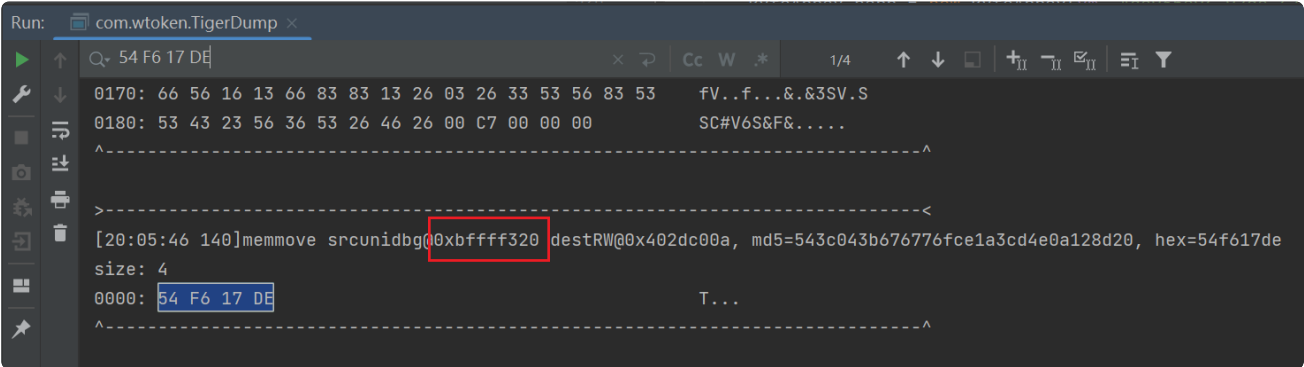 Run: com.wtoken.TigerDump ×
54 F6 17 DE × Cc W .* 1/4
0170: 66 56 16 13 66 83 83 13 26 03 26 33 53 56 83 53 fV..f...&.&3SV.S
0180: 53 43 23 56 36 53 26 46 26 00 C7 00 00 00 SC#V6S&F&.....
^-----------------------------------------------------------------------------^
>-----------------------------------------------------------------------------<
[20:05:46 140]memmove srcunidbg@0xbffff320 destRW@0x402dc00a, md5=543c043b676776fce1a3cd4e0a128d20, hex=54f617de
size: 4
0000: 54 F6 17 DE T...
^-----------------------------------------------------------------------------^